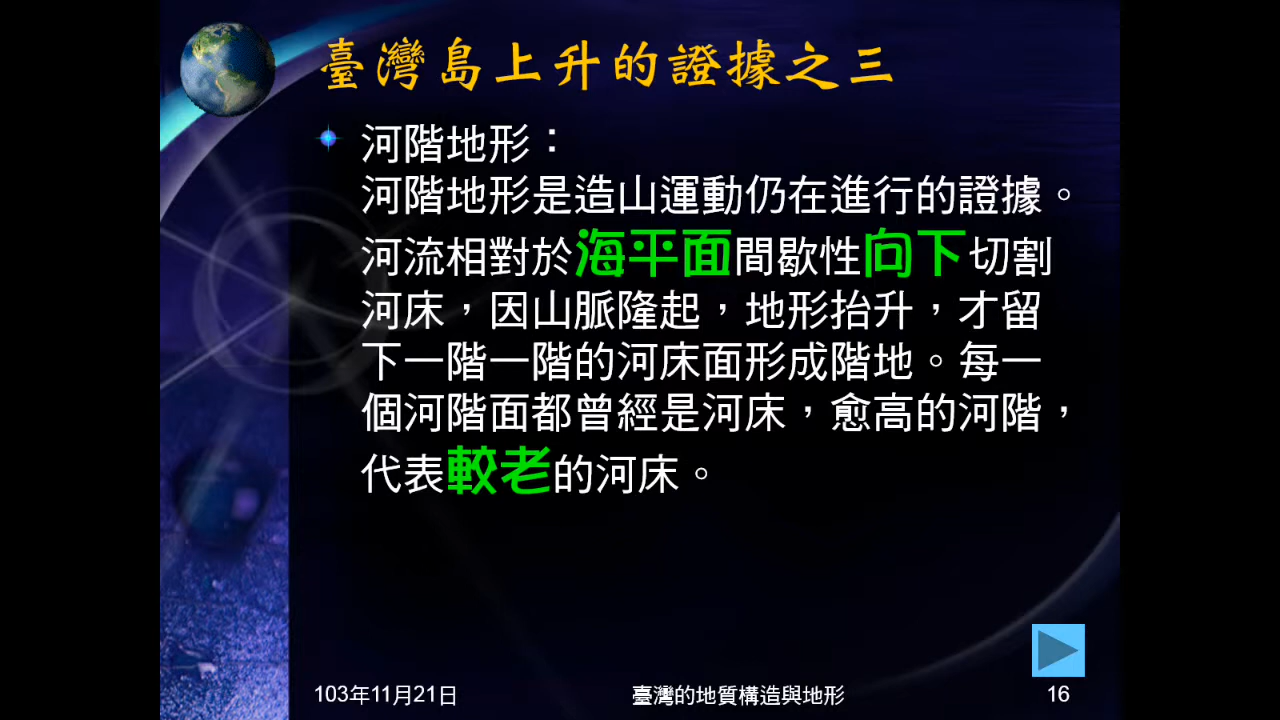 臺灣島上升的證據之三
河階地形：
河階地形是造山運動仍在進行的證據。
河流相對於海平面間歇性向下切割
河床，因山脈隆起，地形抬升，才留
下一階一階的河床面形成階地。每一
個河階面都曾經是河床，愈高的河階，
代表較老的河床。
103年11月21日
臺灣的地質構造與地形
16